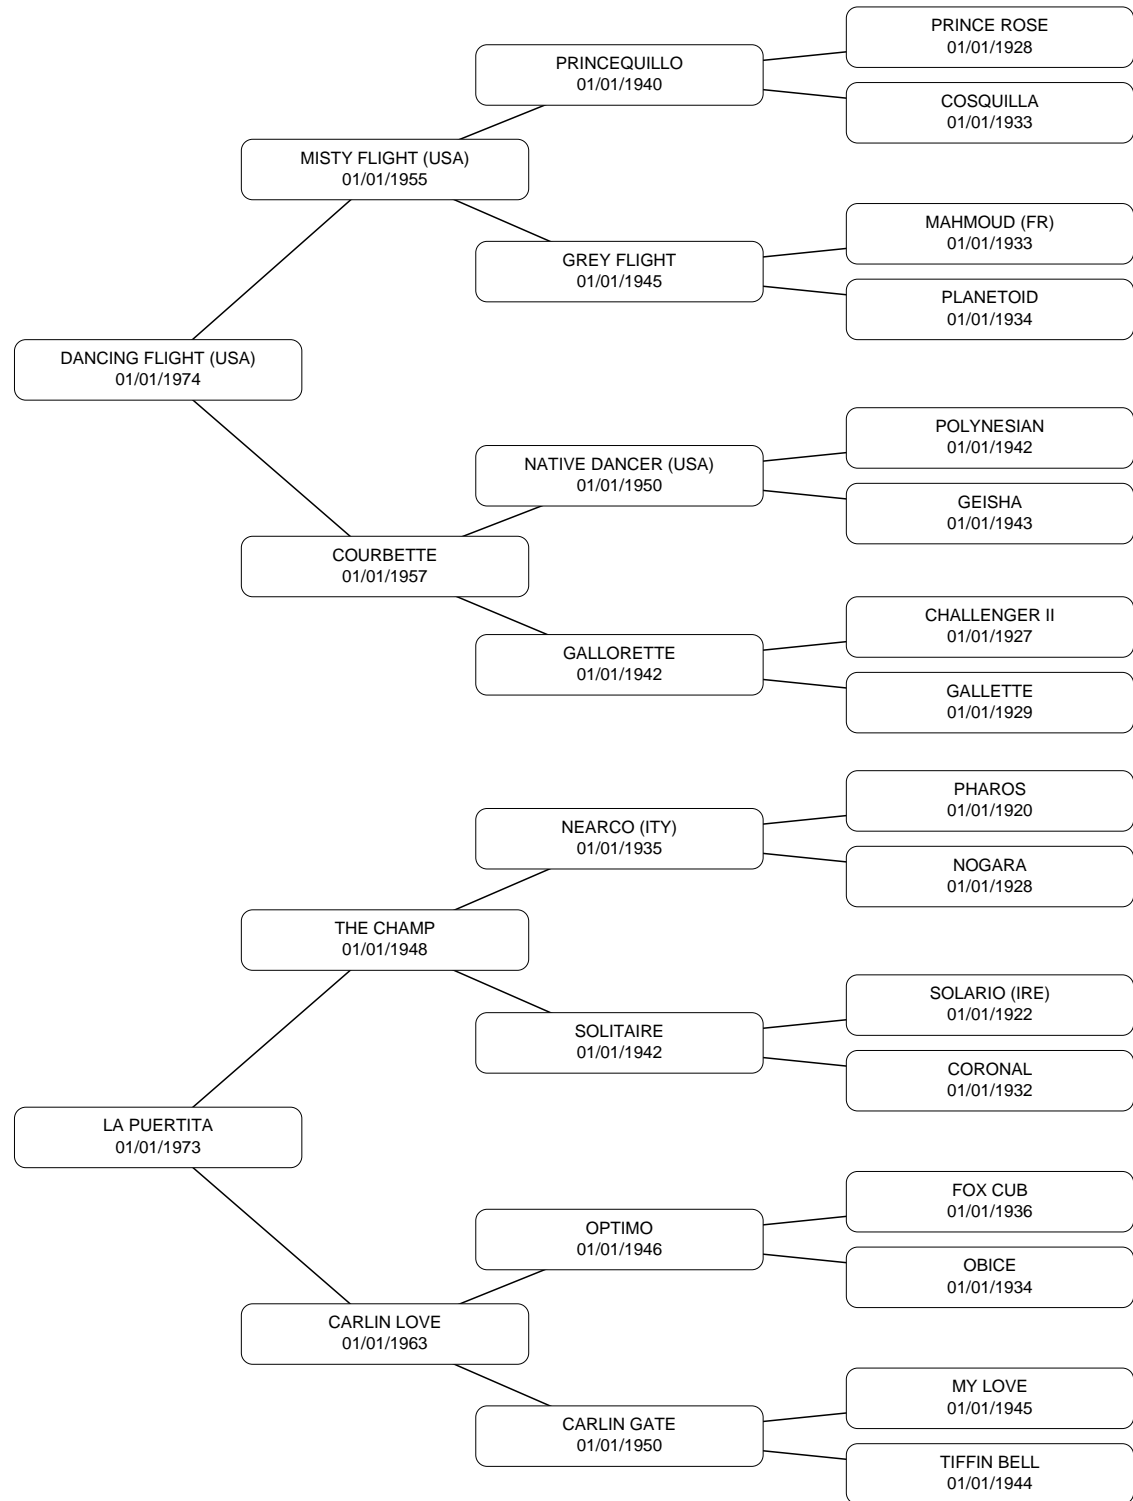 PRINCE ROSE
01/01/1928
PRINCEQUILLO
01/01/1940
COSQUILLA
01/01/1933
MISTY FLIGHT (USA)
01/01/1955
MAHMOUD (FR)
01/01/1933
GREY FLIGHT
01/01/1945
PLANETOID
01/01/1934
DANCING FLIGHT (USA)
01/01/1974
POLYNESIAN
01/01/1942
NATIVE DANCER (USA)
01/01/1950
GEISHA
01/01/1943
COURBETTE
01/01/1957
CHALLENGER II
01/01/1927
GALLORETTE
01/01/1942
GALLETTE
01/01/1929
PHAROS
01/01/1920
NEARCO (ITY)
01/01/1935
NOGARA
01/01/1928
THE CHAMP
01/01/1948
SOLARIO (IRE)
01/01/1922
SOLITAIRE
01/01/1942
CORONAL
01/01/1932
LA PUERTITA
01/01/1973
FOX CUB
01/01/1936
OPTIMO
01/01/1946
OBICE
01/01/1934
CARLIN LOVE
01/01/1963
MY LOVE
01/01/1945
CARLIN GATE
01/01/1950
TIFFIN BELL
01/01/1944